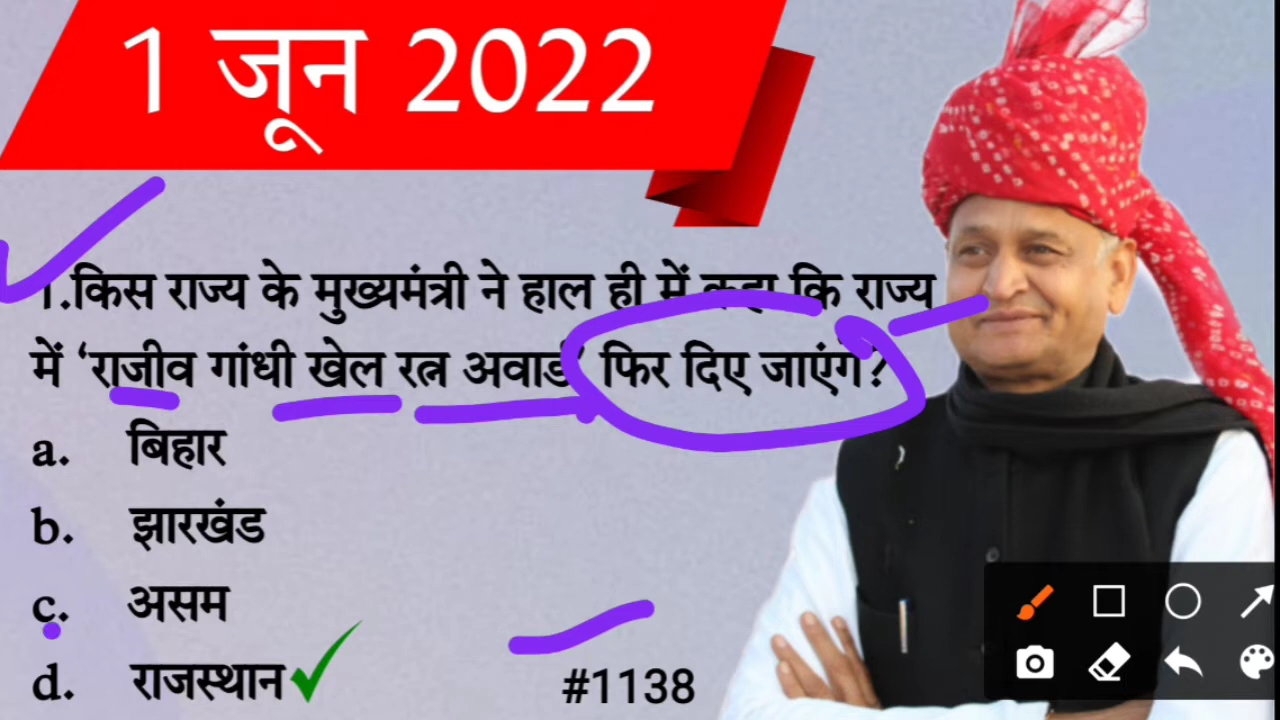 1 जून 2022
1.किस राज्य के मुख्यमंत्री ने हाल ही में कहा कि राज्य
में ‘राजीव गांधी खेल रत्न अवार्ड’ फिर दिए जाएंगे?
a. बिहार
b. झारखंड
c. असम
d. राजस्थान
#1138